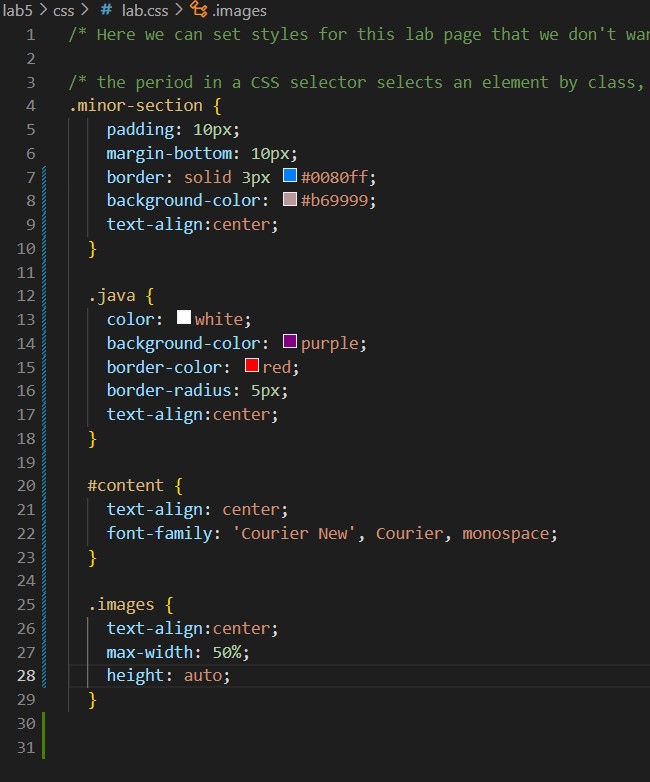 lab5 > css > # lab.css > .images
1 /* Here we can set styles for this lab page that we don't
2
3 /* the period in a CSS selector selects an element by class,
4 .minor-section {
5 padding: 10px;
6 margin-bottom: 10px;
7 border: solid 3px #0080ff;
8 background-color: #b69999;
9 text-align:center;
10 }
11
12 .java {
13 color: white;
14 background-color: purple;
15 border-color: red;
16 border-radius: 5px;
17 text-align:center;
18 }
19
20 #content {
21 text-align: center;
22 font-family: 'Courier New', Courier, monospace;
23 }
24
25 .images {
26 text-align:center;
27 max-width: 50%;
28 height: auto;
29 }
30
31